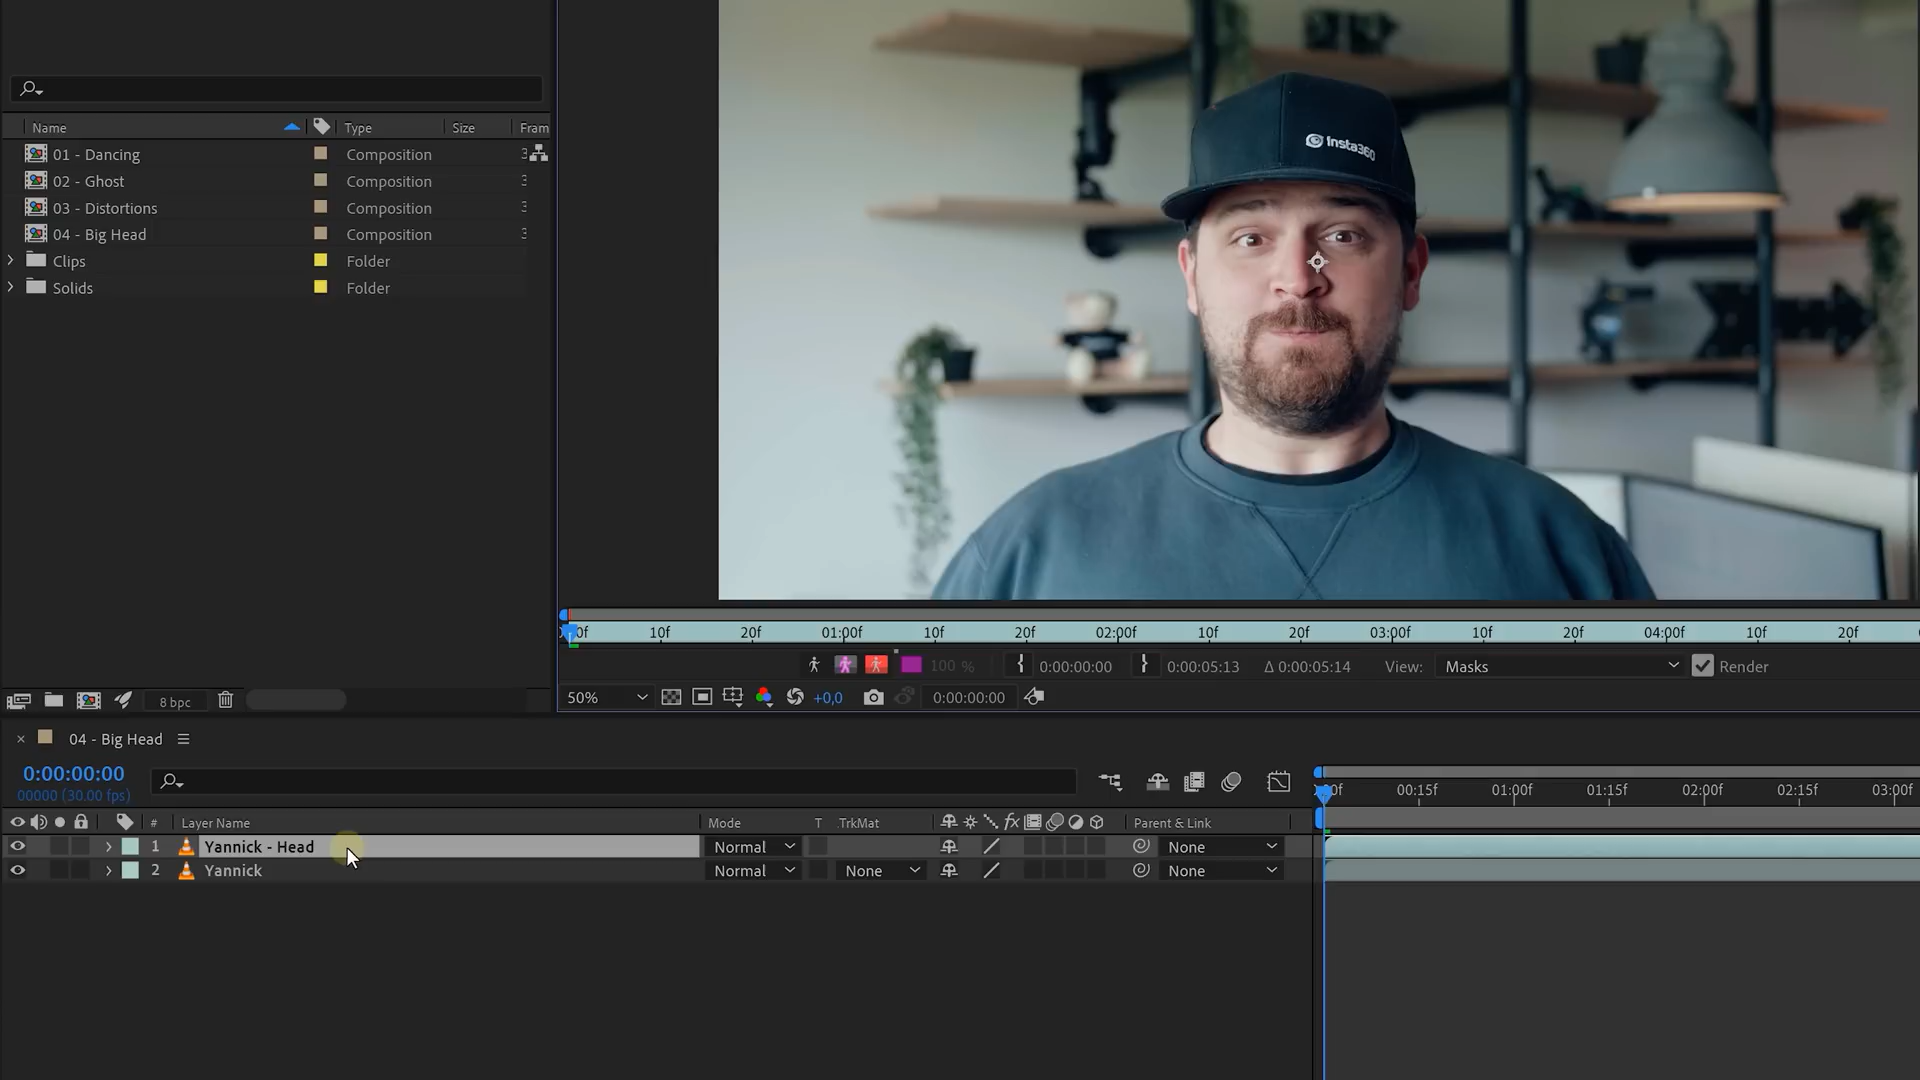 Name Type Size Fram
01 - Dancing Composition 3
02 - Ghost Composition 3
03 - Distortions Composition 3
04 - Big Head Composition 3
Clips Folder
Solids Folder
Insta360
10f 20f 01:00f 10f 20f 02:00f 10f 20f 03:00f 10f 20f 04:00f 10f 20f
100 % 0:00:00:00 0:00:05:13 Δ 0:00:05:14 View: Masks Render
8 bpc 50% +0,0 0:00:00:00
× 04 - Big Head
0:00:00:00
00000 (30.00 fps)
00:15f 01:00f 01:15f 02:00f 02:15f 03:00f
# Layer Name Mode T .TrkMat fx Parent & Link
1 Yannick - Head Normal None
2 Yannick Normal None None